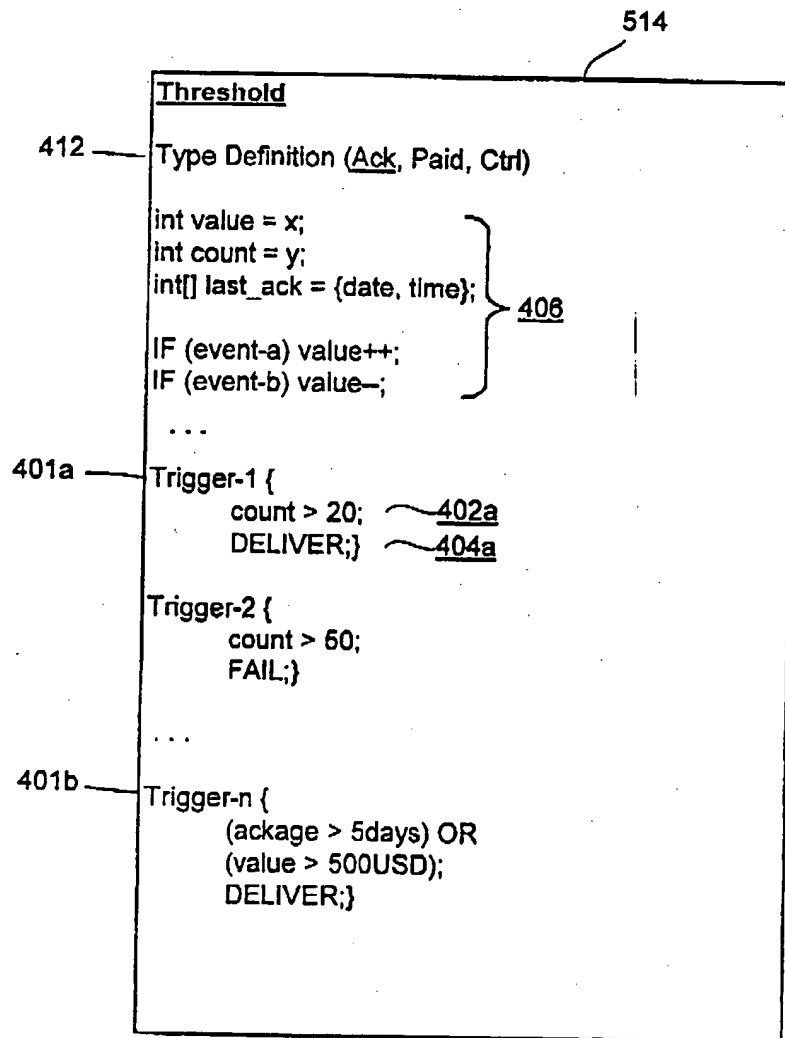 514
Threshold
412 Type Definition (Ack, Paid, Ctrl)
int value = x;
int count = y;
int[] last_ack = {date, time};
406
IF (event-a) value++;
IF (event-b) value--;
...
401a Trigger-1 {
count > 20; 402a
DELIVER;} 404a
Trigger-2 {
count > 50;
FAIL;}
...
401b Trigger-n {
(ackage > 5days) OR
(value > 500USD);
DELIVER;}